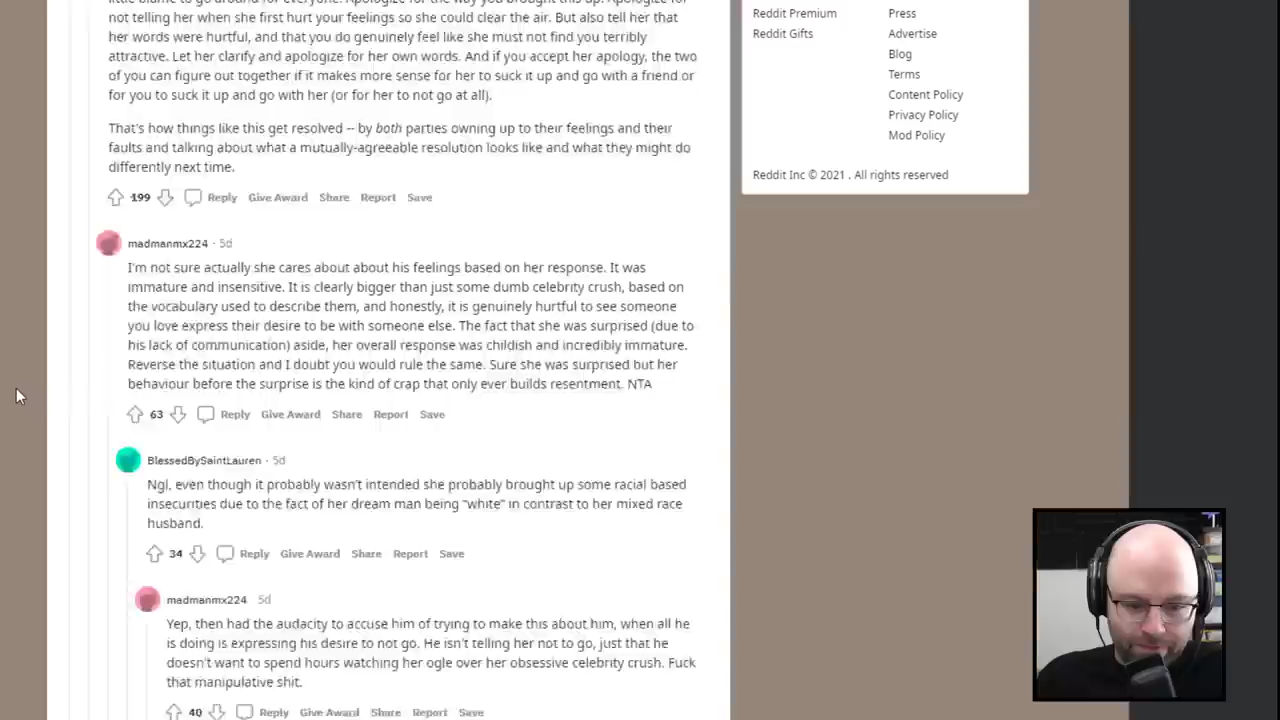 not telling her when she first hurt your feelings so she could clear the air. But also tell her that
her words were hurtful, and that you do genuinely feel like she must not find you terribly
attractive. Let her clarify and apologize for her own words. And if you accept her apology, the two
of you can figure out together if it makes more sense for her to suck it up and go with a friend or
for you to suck it up and go with her (or for her to not go at all).
That's how things like this get resolved -- by both parties owning up to their feelings and their
faults and talking about what a mutually-agreeable resolution looks like and what they might do
differently next time.
199 Reply Give Award Share Report Save
madmanmx224 · 5d
I'm not sure actually she cares about about his feelings based on her response. It was
immature and insensitive. It is clearly bigger than just some dumb celebrity crush, based on
the vocabulary used to describe them, and honestly, it is genuinely hurtful to see someone
you love express their desire to be with someone else. The fact that she was surprised (due to
his lack of communication) aside, her overall response was childish and incredibly immature.
Reverse the situation and I doubt you would rule the same. Sure she was surprised but her
behaviour before the surprise is the kind of crap that only ever builds resentment. NTA
63 Reply Give Award Share Report Save
BlessedBySaintLauren · 5d
Ngl, even though it probably wasn't intended she probably brought up some racial based
insecurities due to the fact of her dream man being "white" in contrast to her mixed race
husband.
34 Reply Give Award Share Report Save
madmanmx224 5d
Yep, then had the audacity to accuse him of trying to make this about him, when all he
is doing is expressing his desire to not go. He isn't telling her not to go, just that he
doesn't want to spend hours watching her ogle over her obsessive celebrity crush. Fuck
that manipulative shit.
40 Reply Give Award Share Report Save
Reddit Premium
Reddit Gifts
Press
Advertise
Blog
Terms
Content Policy
Privacy Policy
Mod Policy
Reddit Inc © 2021 . All rights reserved